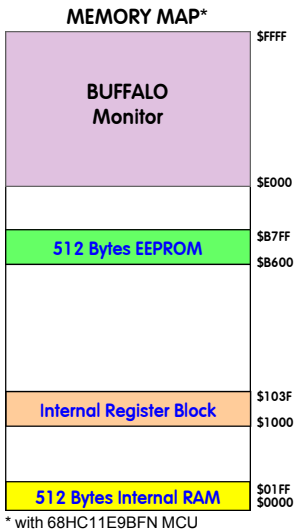 MEMORY MAP*
$FFFF
BUFFALO
Monitor
$E000
$B7FF
512 Bytes EEPROM
$B600
$103F
Internal Register Block
$1000
$01FF
512 Bytes Internal RAM
$0000
* with 68HC11E9BFN MCU